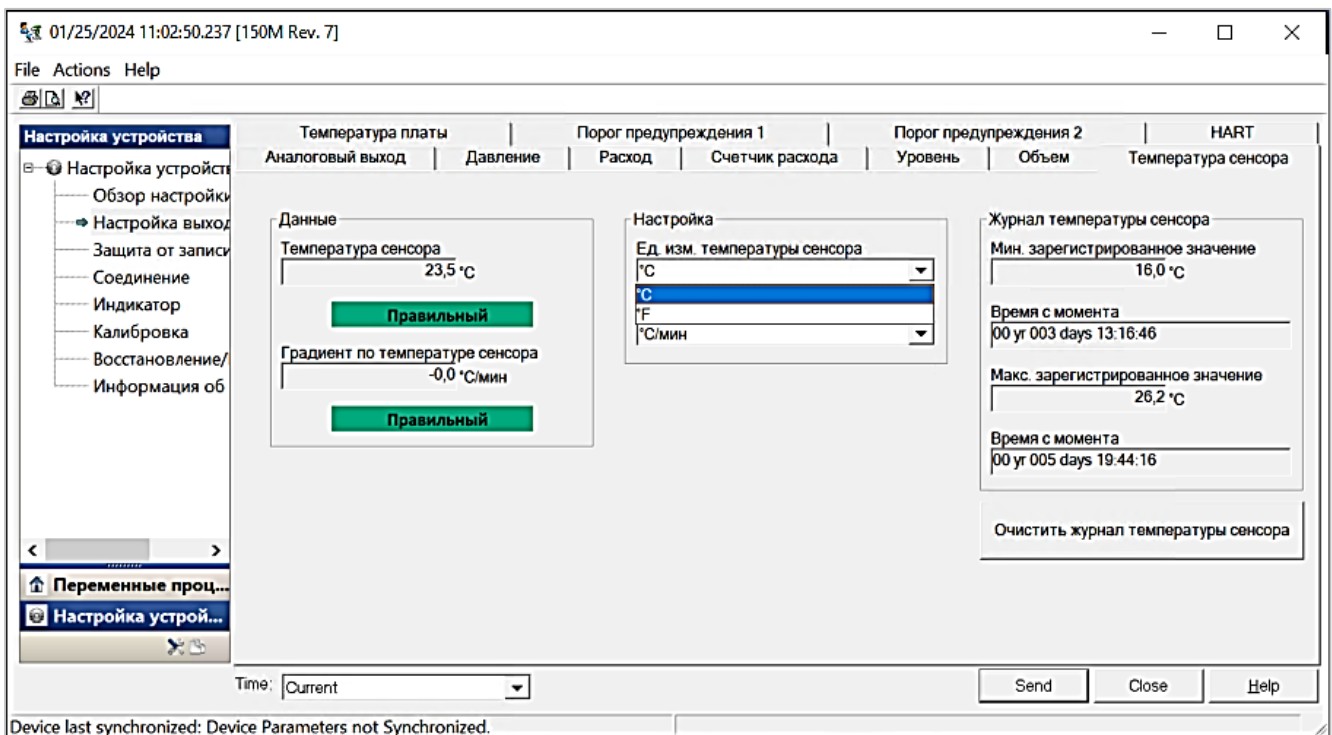 01/25/2024 11:02:50.237 [150M Rev. 7]
File Actions Help
Настройка устройства
Настройка устройст
Обзор настройки
Настройка выход
Защита от записи
Соединение
Индикатор
Калибровка
Восстановление/
Информация об
Переменные проц...
Настройка устрой...
Температура платы
Порог предупреждения 1
Порог предупреждения 2
HART
Аналоговый выход
Давление
Расход
Счетчик расхода
Уровень
Объем
Температура сенсора
Данные
Температура сенсора
23,5 °C
Правильный
Градиент по температуре сенсора
-0,0 °C/мин
Правильный
Настройка
Ед. изм. температуры сенсора
°C
°C
°F
°C/мин
Журнал температуры сенсора
Мин. зарегистрированное значение
16,0 °C
Время с момента
00 yr 003 days 13:16:46
Макс. зарегистрированное значение
26,2 °C
Время с момента
00 yr 005 days 19:44:16
Очистить журнал температуры сенсора
Time: Current
Send
Close
Help
Device last synchronized: Device Parameters not Synchronized.